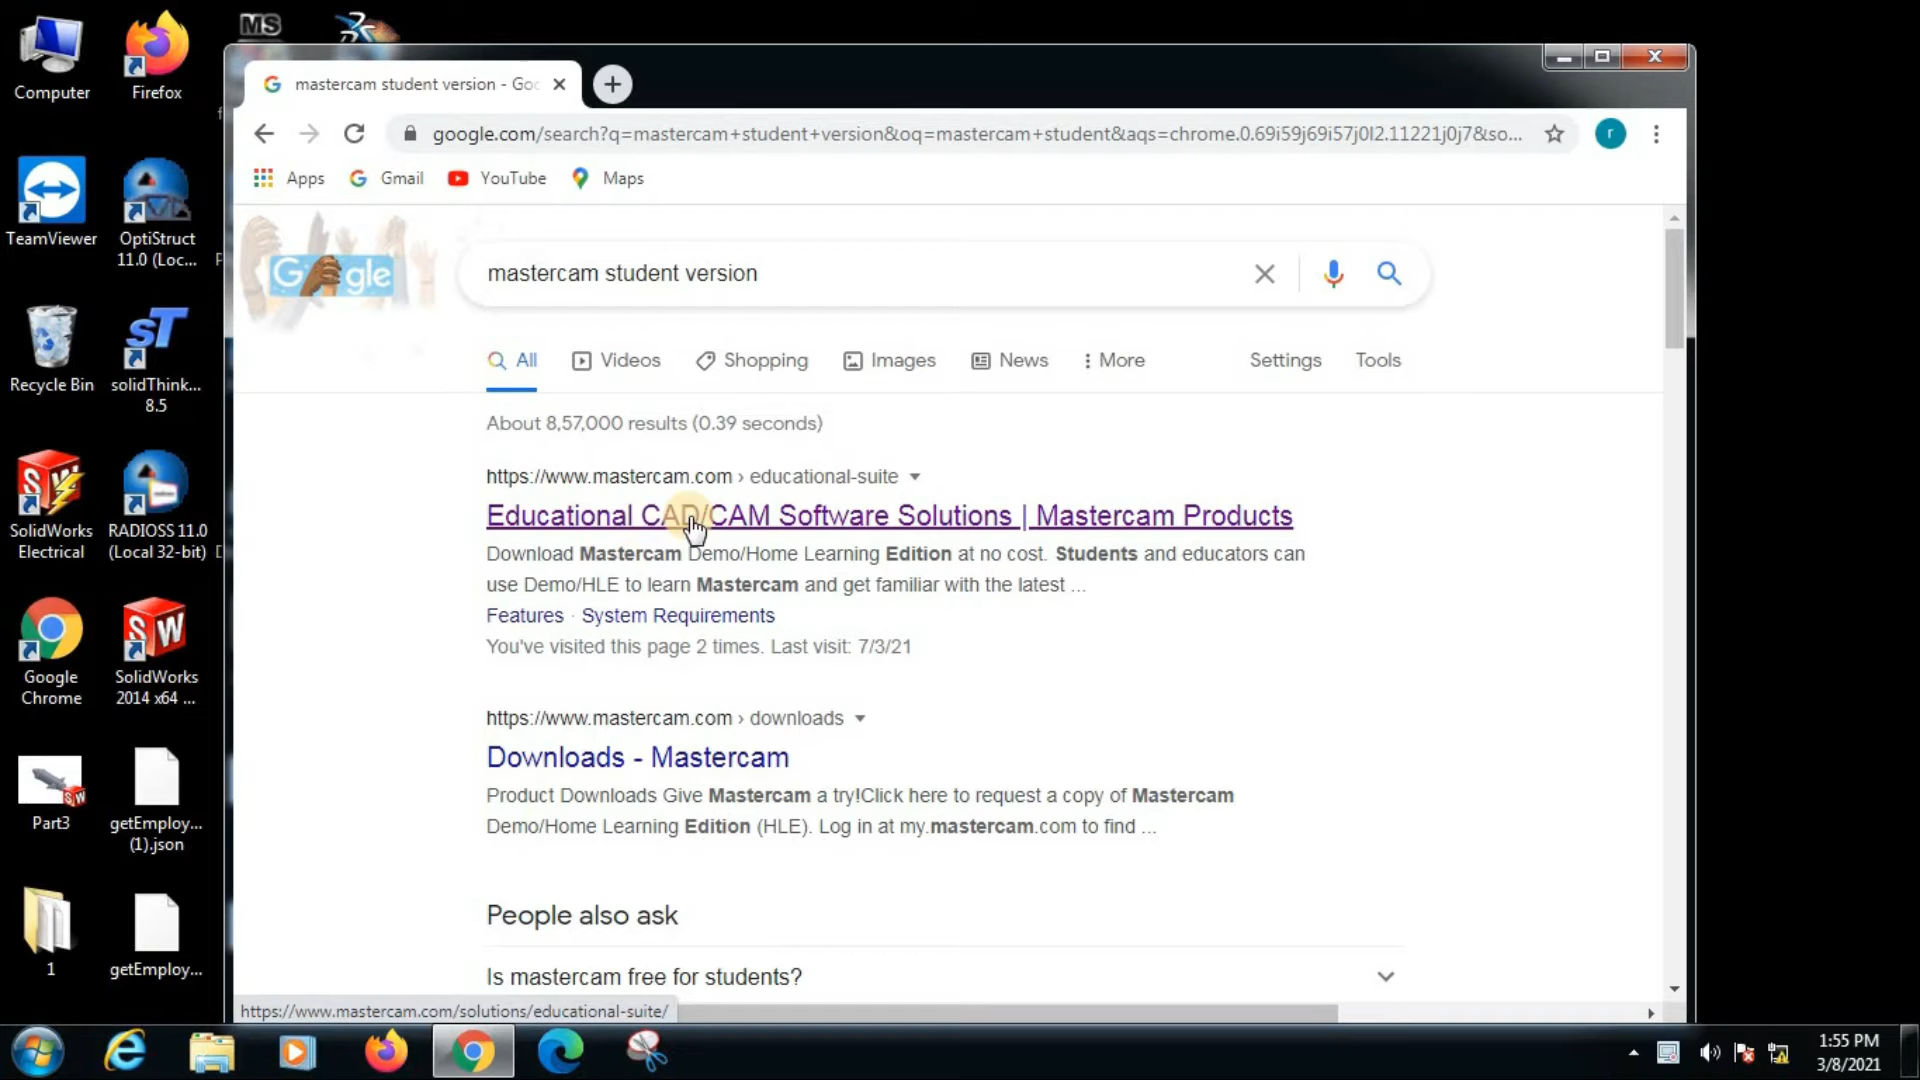 MS
Computer
Firefox
TeamViewer
OptiStruct
11.0 (Loc...
Recycle Bin
solidThink...
8.5
SolidWorks
Electrical
RADIOSS 11.0
(Local 32-bit)
Google
Chrome
SolidWorks
2014 x64 ...
Part3
getEmploy...
(1).json
1
getEmploy...
mastercam student version - Goo
google.com/search?q=mastercam+student+version&oq=mastercam+student&aqs=chrome.0.69i59j69i57j0l2.11221j0j7&so...
r
Apps
Gmail
YouTube
Maps
Google
mastercam student version
All
Videos
Shopping
Images
News
More
Settings
Tools
About 8,57,000 results (0.39 seconds)
https://www.mastercam.com › educational-suite
Educational CAD/CAM Software Solutions | Mastercam Products
Download Mastercam Demo/Home Learning Edition at no cost. Students and educators can
use Demo/HLE to learn Mastercam and get familiar with the latest ...
Features · System Requirements
You've visited this page 2 times. Last visit: 7/3/21
https://www.mastercam.com › downloads
Downloads - Mastercam
Product Downloads Give Mastercam a try!Click here to request a copy of Mastercam
Demo/Home Learning Edition (HLE). Log in at my.mastercam.com to find ...
People also ask
Is mastercam free for students?
https://www.mastercam.com/solutions/educational-suite/
1:55 PM
3/8/2021